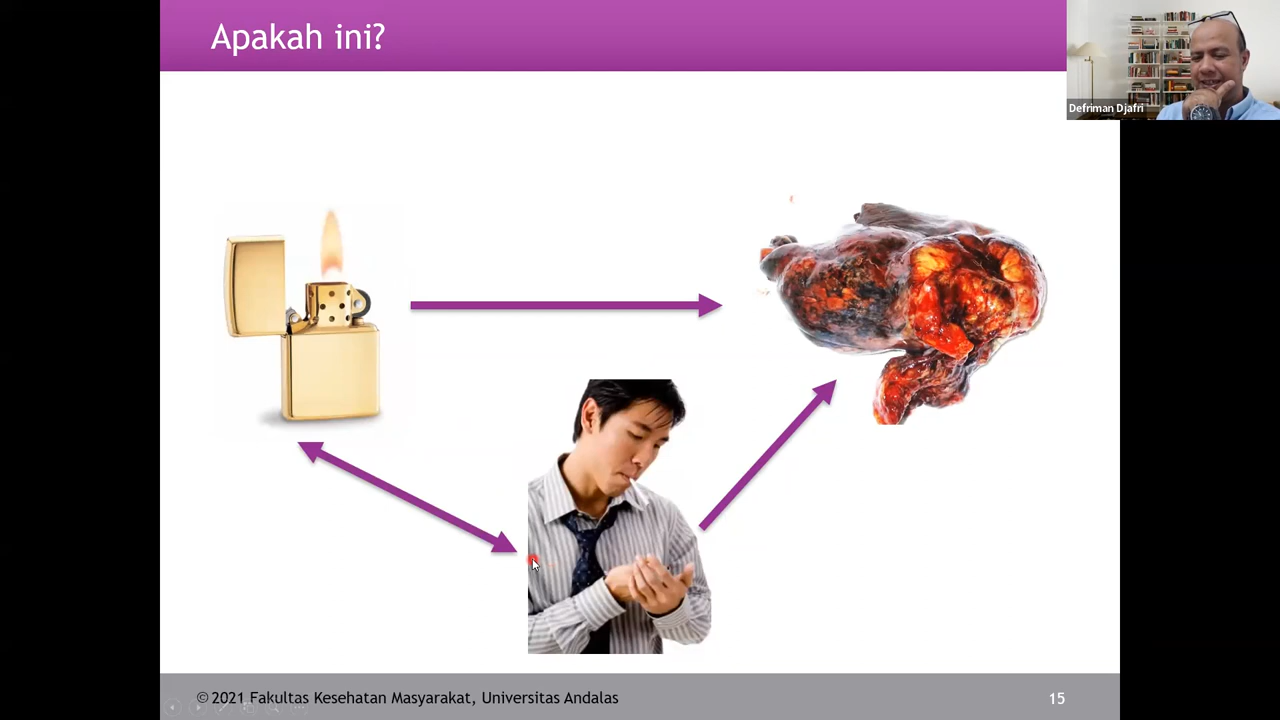 Apakah ini?
Defriman Djafri
© 2021 Fakultas Kesehatan Masyarakat, Universitas Andalas
15